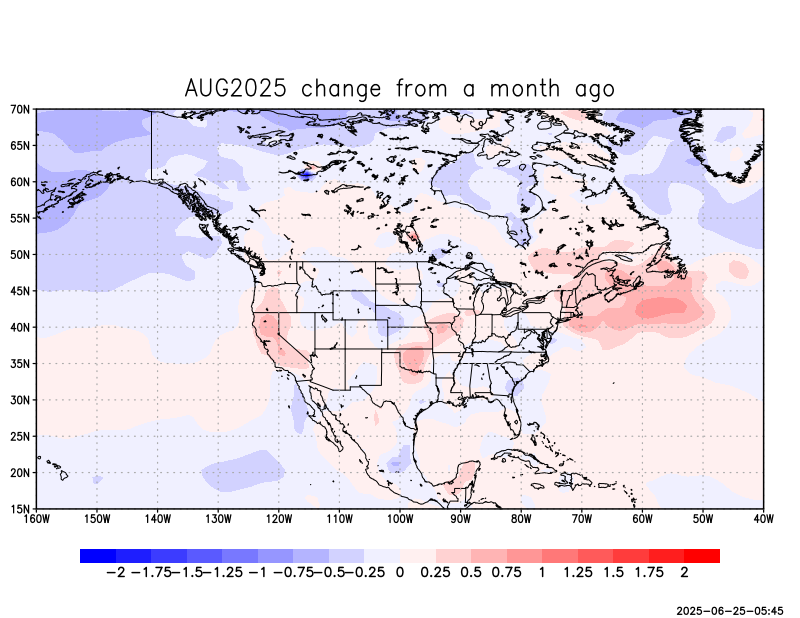 AUG2025 change from a month ago
70N
65N
60N
55N
50N
45N
40N
35N
30N
25N
20N
15N
160W 150W 140W 130W 120W 110W 100W 90W 80W 70W 60W 50W 40W
−2 −1.75 −1.5 −1.25 −1 −0.75 −0.5 −0.25 0 0.25 0.5 0.75 1 1.25 1.5 1.75 2
2025−06−25−05:45